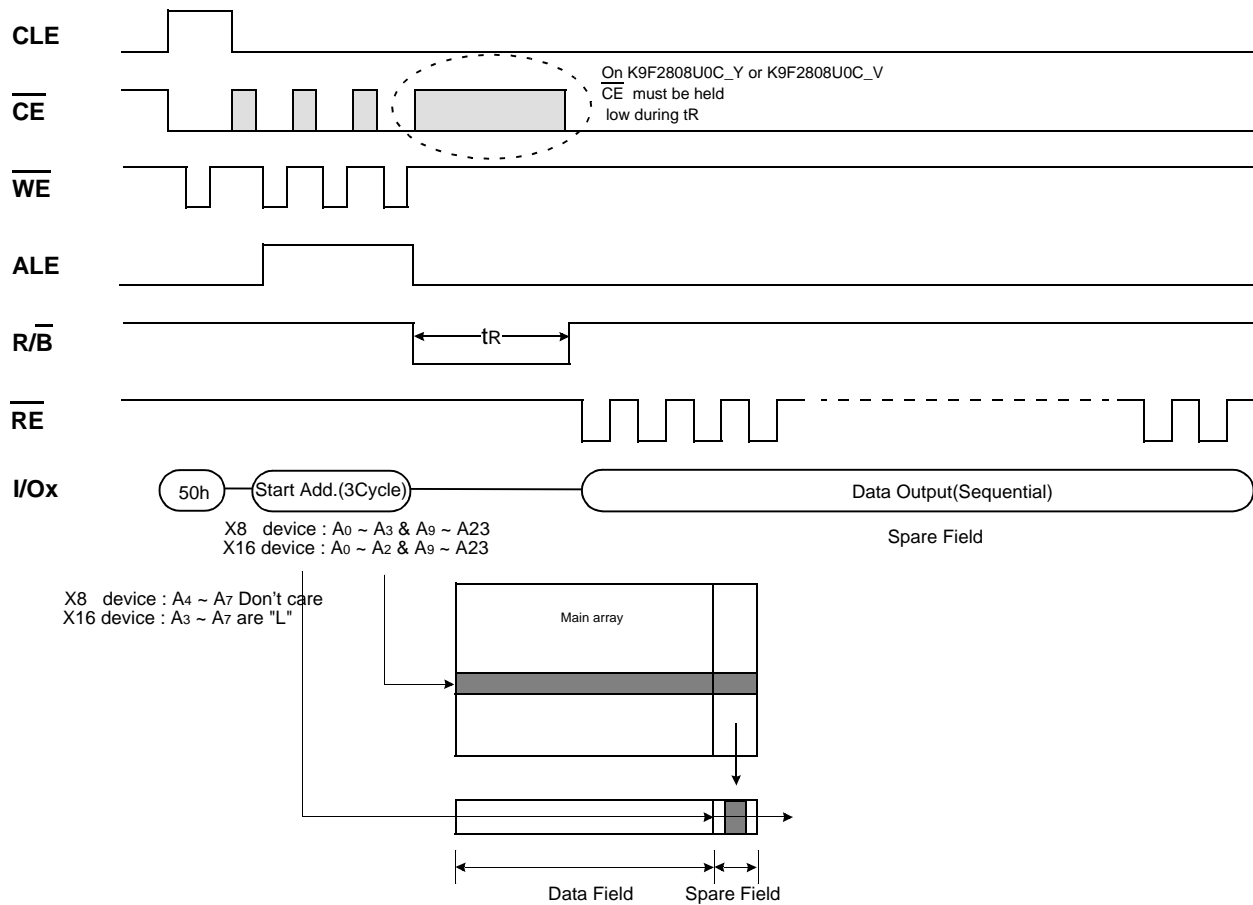 CLE
On K9F2808U0C_Y or K9F2808U0C_V
CE must be held
low during tR
CE
WE
ALE
R/B
tR
RE
I/Ox
50h
Start Add.(3Cycle)
Data Output(Sequential)
X8 device : A0 ~ A3 & A9 ~ A23
X16 device : A0 ~ A2 & A9 ~ A23
Spare Field
X8 device : A4 ~ A7 Don't care
X16 device : A3 ~ A7 are "L"
Main array
Data Field
Spare Field